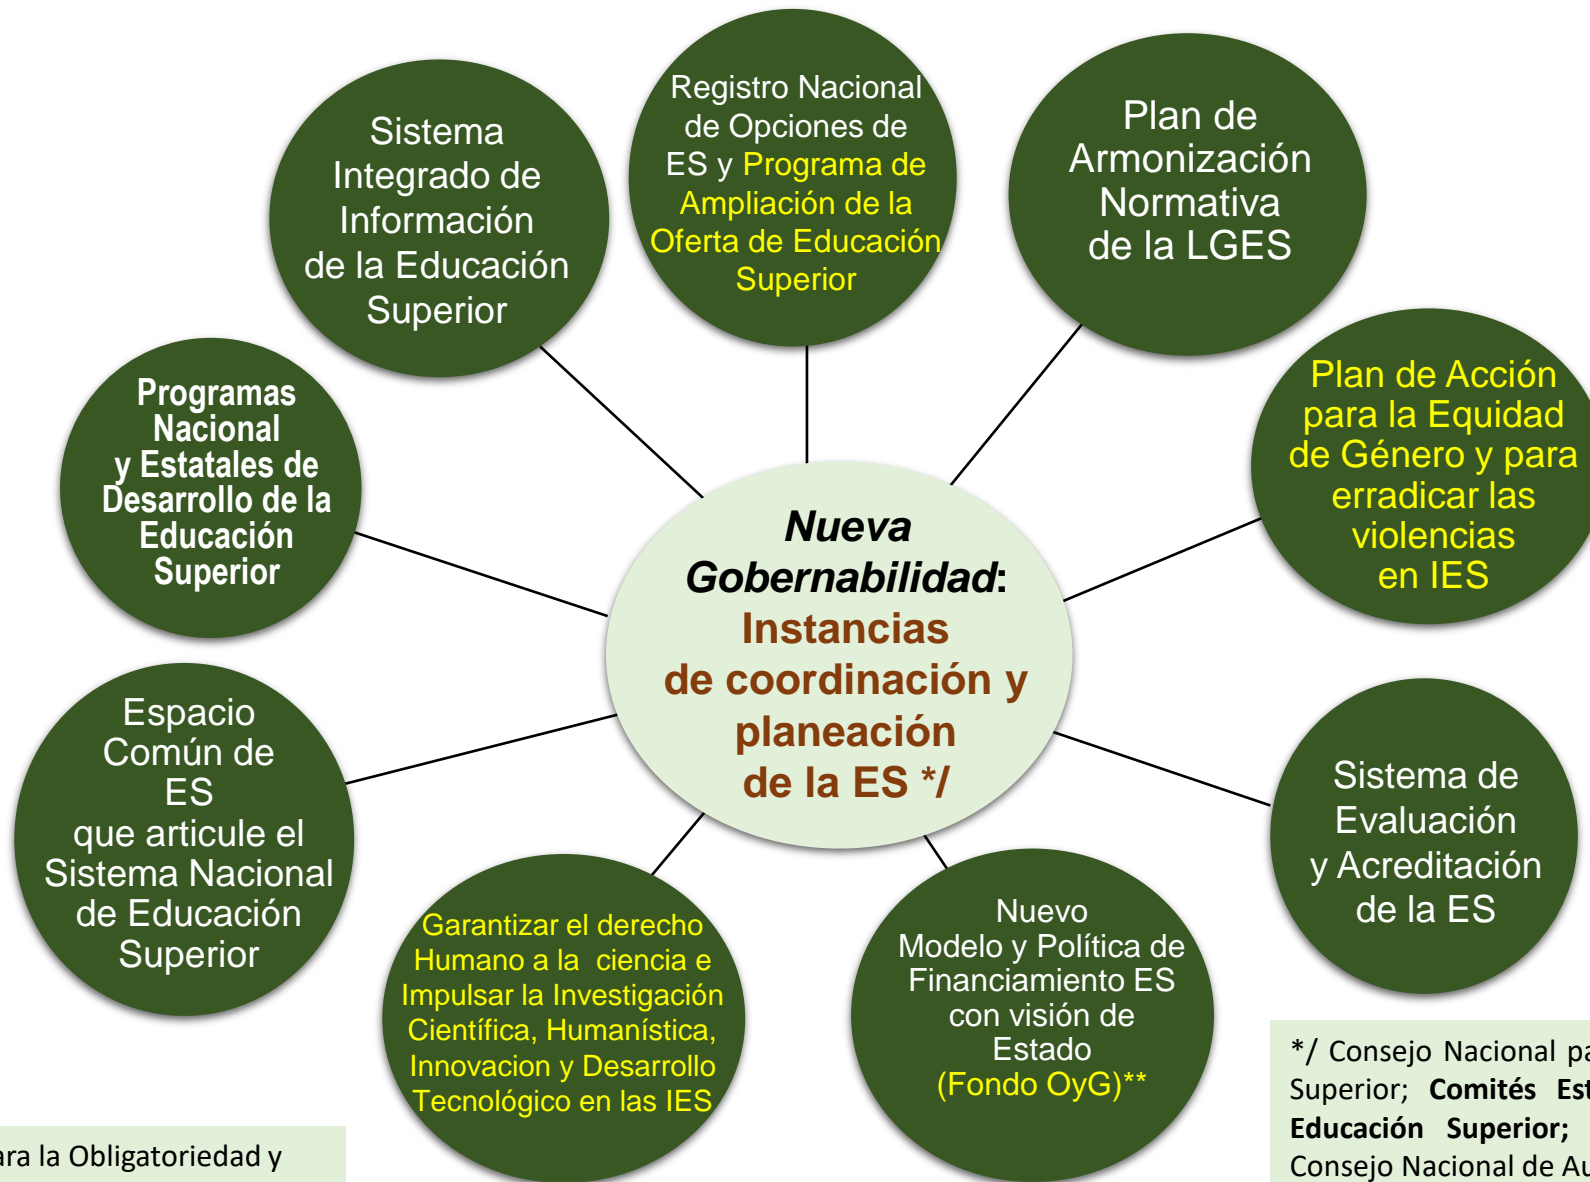 Registro Nacional
de Opciones de
ES y Programa de
Ampliación de la
Oferta de Educación
Superior
Sistema
Integrado de
Información
de la Educación
Superior
Plan de
Armonización
Normativa
de la LGES
Programas
Nacional
y Estatales de
Desarrollo de la
Educación
Superior
Plan de Acción
para la Equidad
de Género y para
erradicar las
violencias
en IES
Nueva
Gobernabilidad:
Instancias
de coordinación y
planeación
de la ES */
Espacio
Común de
ES
que articule el
Sistema Nacional
de Educación
Superior
Sistema de
Evaluación
y Acreditación
de la ES
Garantizar el derecho
Humano a la ciencia e
Impulsar la Investigación
Científica, Humanística,
Innovacion y Desarrollo
Tecnológico en las IES
Nuevo
Modelo y Política de
Financiamiento ES
con visión de
Estado
(Fondo OyG)**
la Obligatoriedad y
*/ Consejo Nacional
Superior; Comités
Educación Superior;
Consejo Nacional de